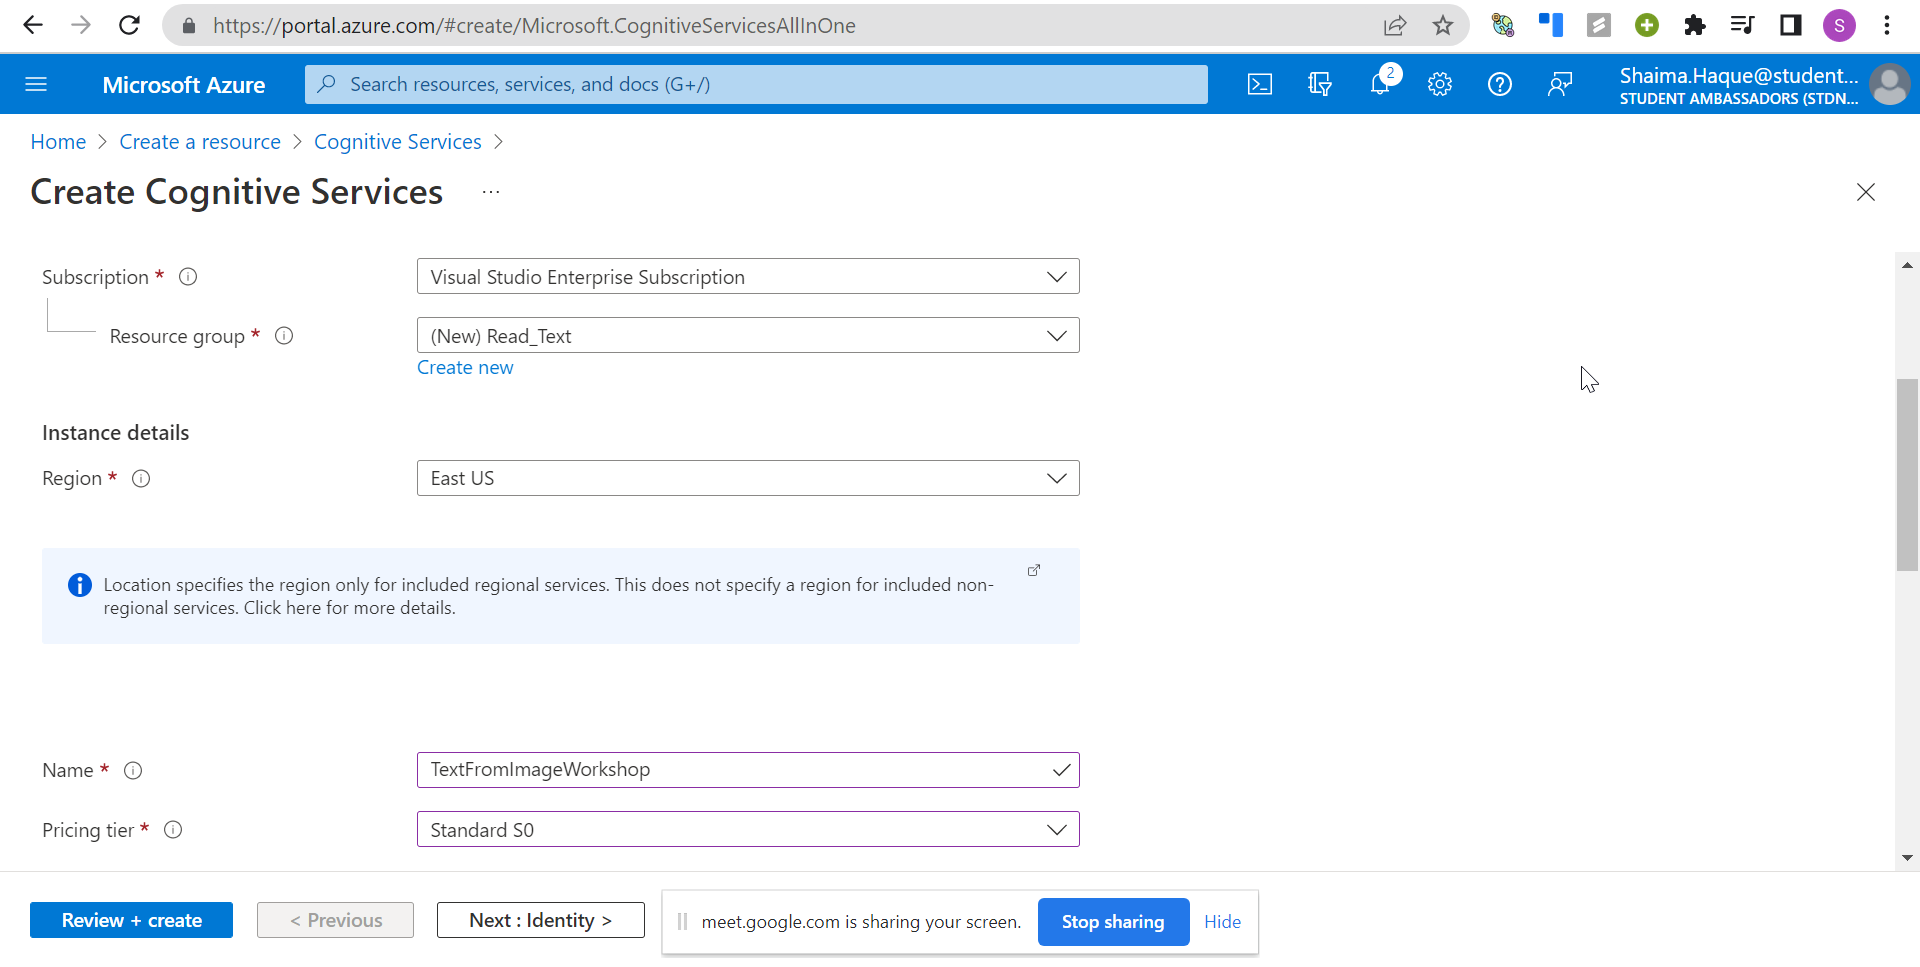 https://portal.azure.com/#create/Microsoft.CognitiveServicesAllInOne
S
Microsoft Azure
Search resources, services, and docs (G+/)
2
Shaima.Haque@student...
STUDENT AMBASSADORS (STDN...
Home > Create a resource > Cognitive Services >
Create Cognitive Services ...
Subscription *
Visual Studio Enterprise Subscription
Resource group *
(New) Read_Text
Create new
Instance details
Region *
East US
Location specifies the region only for included regional services. This does not specify a region for included non-
regional services. Click here for more details.
Name *
TextFromImageWorkshop
Pricing tier *
Standard S0
Review + create
< Previous
Next : Identity >
meet.google.com is sharing your screen.
Stop sharing
Hide